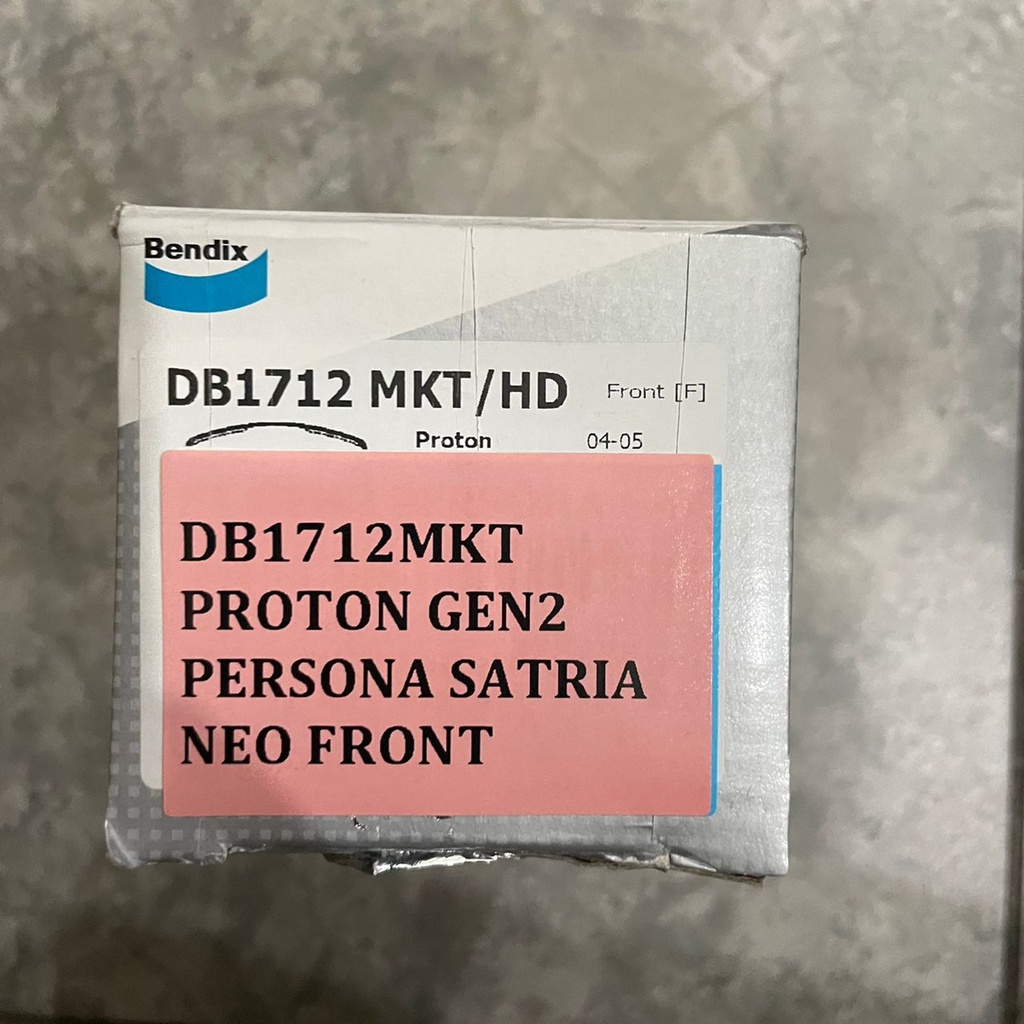 Bendix
DB1712 MKT/HD Front [F]
Proton 04-05
DB1712MKT
PROTON GEN2
PERSONA SATRIA
NEO FRONT